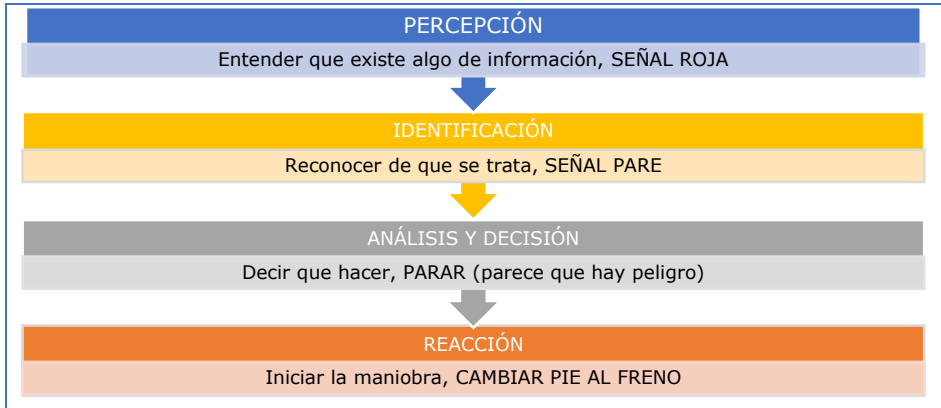 PERCEPCIÓN
Entender que existe algo de información, SEÑAL ROJA
IDENTIFICACIÓN
Reconocer de que se trata, SEÑAL PARE
ANÁLISIS Y DECISIÓN
Decir que hacer, PARAR (parece que hay peligro)
REACCIÓN
Iniciar la maniobra, CAMBIAR PIE AL FRENO